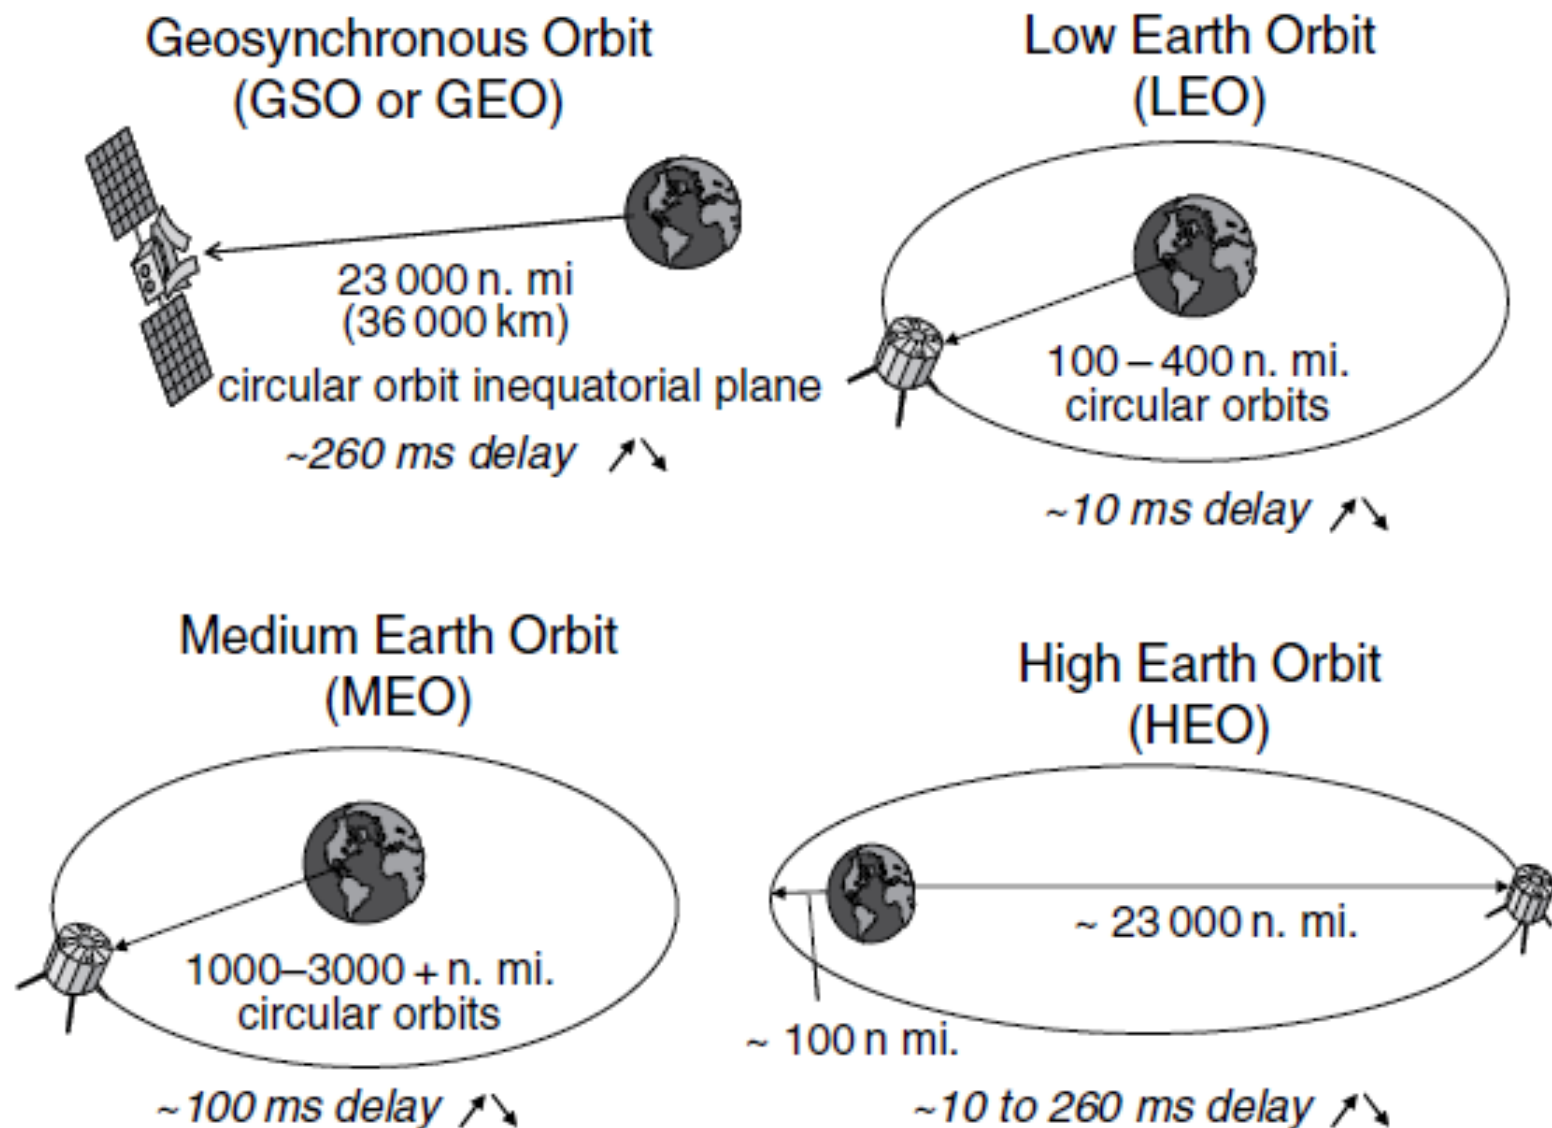 Geosynchronous Orbit
(GSO or GEO)
23 000 n. mi
(36 000 km)
circular orbit inequatorial plane
~260 ms delay
Low Earth Orbit
(LEO)
100 – 400 n. mi.
circular orbits
~10 ms delay
Medium Earth Orbit
(MEO)
1000–3000 + n. mi.
circular orbits
~100 ms delay
High Earth Orbit
(HEO)
~ 23 000 n. mi.
~ 100 n mi.
~10 to 260 ms delay